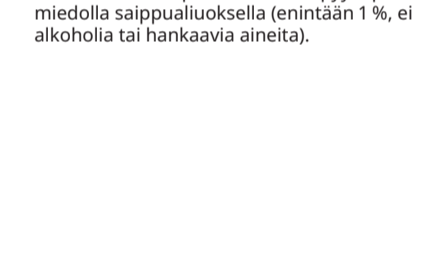 miedolla saippualiuoksella (enintään 1 %, ei
alkoholia tai hankaavia aineita).